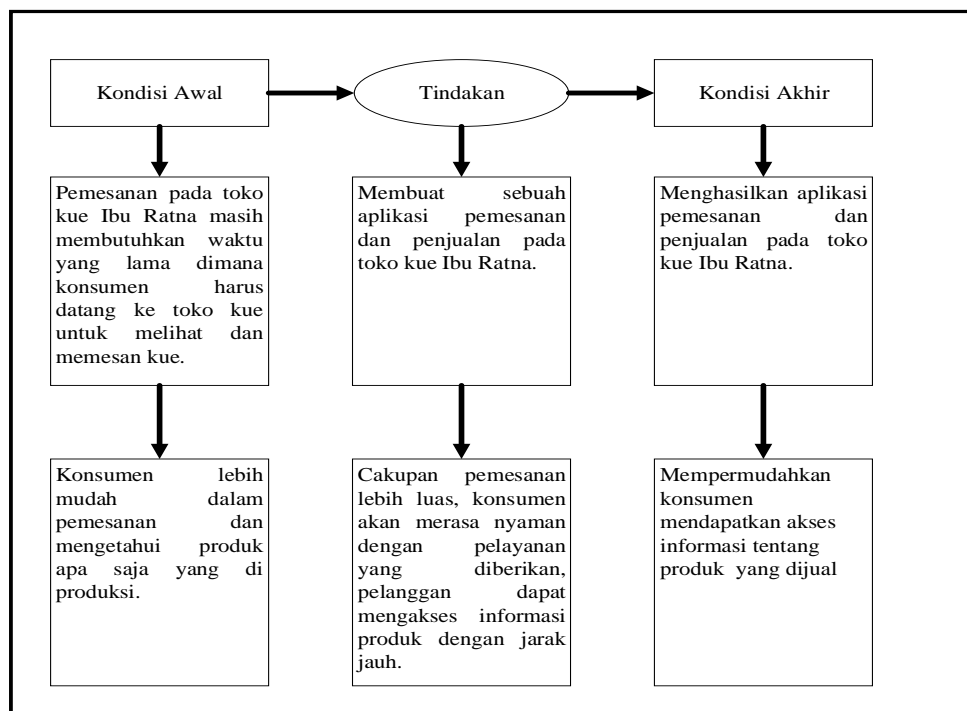 Kondisi Awal
Tindakan
Kondisi Akhir
Pemesanan pada toko
kue Ibu Ratna masih
membutuhkan waktu
yang lama dimana
konsumen harus
datang ke toko kue
untuk melihat dan
memesan kue.
Membuat sebuah
aplikasi pemesanan
dan penjualan pada
toko kue Ibu Ratna.
Menghasilkan aplikasi
pemesanan dan
penjualan pada toko
kue Ibu Ratna.
Konsumen lebih
mudah dalam
pemesanan dan
mengetahui produk
apa saja yang di
produksi.
Cakupan pemesanan
lebih luas, konsumen
akan merasa nyaman
dengan pelayanan
yang diberikan,
pelanggan dapat
mengakses informasi
produk dengan jarak
jauh.
Mempermudahkan
konsumen
mendapatkan akses
informasi tentang
produk yang dijual